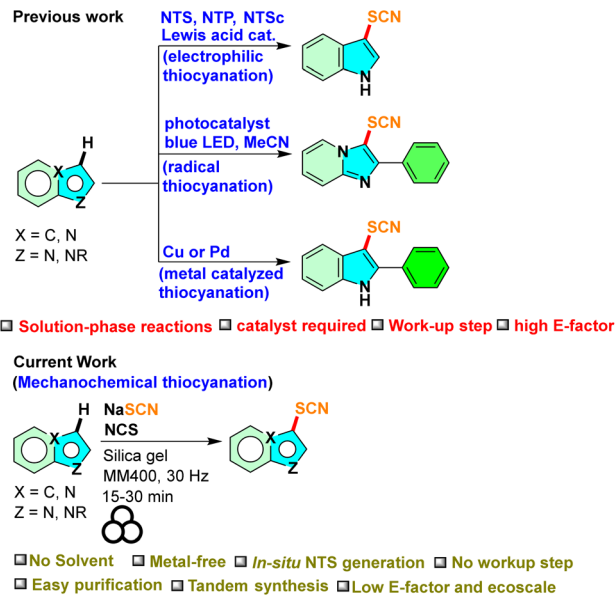 Previous work
NTS, NTP, NTSc
Lewis acid cat.
(electrophilic
thiocyanation)
SCN
N
H
H
X
Z
X = C, N
Z = N, NR
photocatalyst
blue LED, MeCN
(radical
thiocyanation)
SCN
N
N
Cu or Pd
(metal catalyzed
thiocyanation)
SCN
N
H
Solution-phase reactions catalyst required Work-up step high E-factor
Current Work
(Mechanochemical thiocyanation)
H
X
Z
X = C, N
Z = N, NR
NaSCN
NCS
Silica gel
MM400, 30 Hz
15-30 min
SCN
X
Z
No Solvent Metal-free In-situ NTS generation No workup step
Easy purification Tandem synthesis Low E-factor and ecoscale